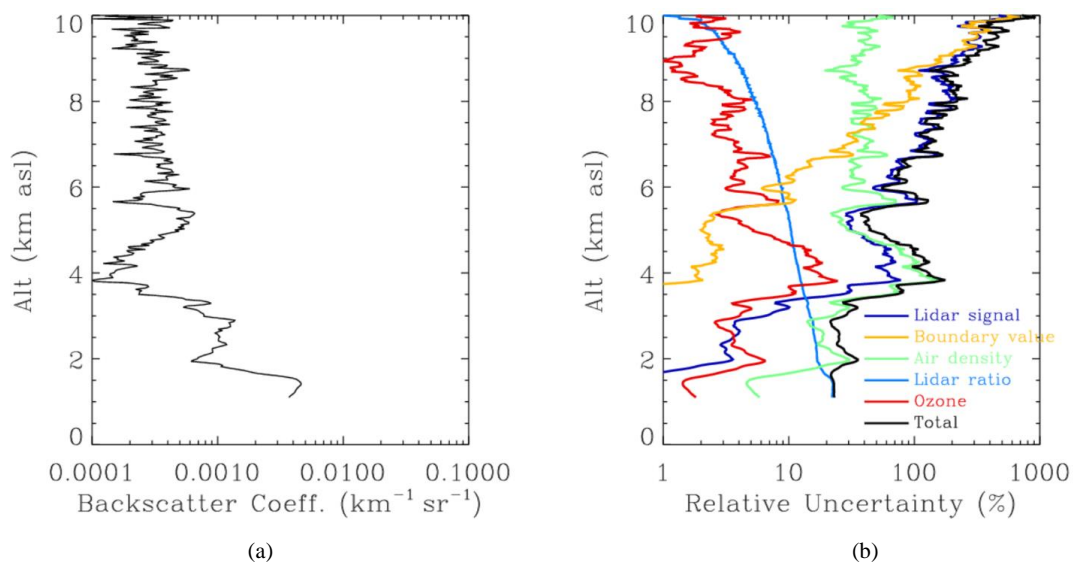 10
8
6
4
2
0
Alt (km asl)
0.0001 0.0010 0.0100 0.1000
Backscatter Coeff. (km⁻¹ sr⁻¹)
(a)
10
8
6
4
2
0
Alt (km asl)
Lidar signal
Boundary value
Air density
Lidar ratio
Ozone
Total
1 10 100 1000
Relative Uncertainty (%)
(b)